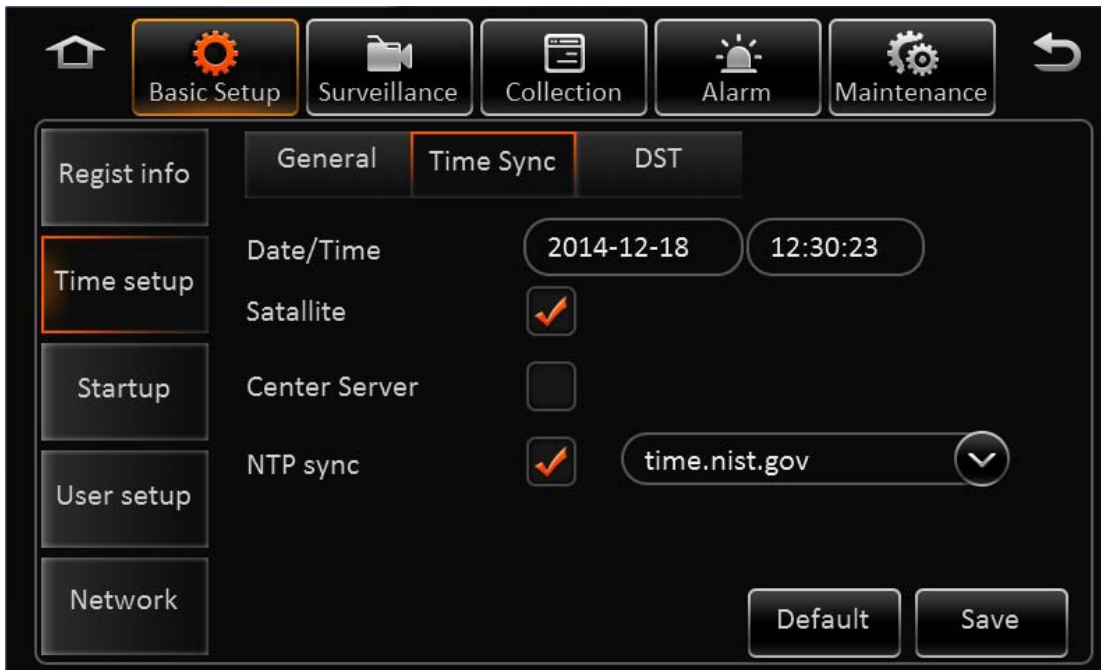 Basic Setup Surveillance Collection Alarm Maintenance
Regist info
Time setup
Startup
User setup
Network
General Time Sync DST
Date/Time 2014-12-18 12:30:23
Satallite
Center Server
NTP sync time.nist.gov
Default Save